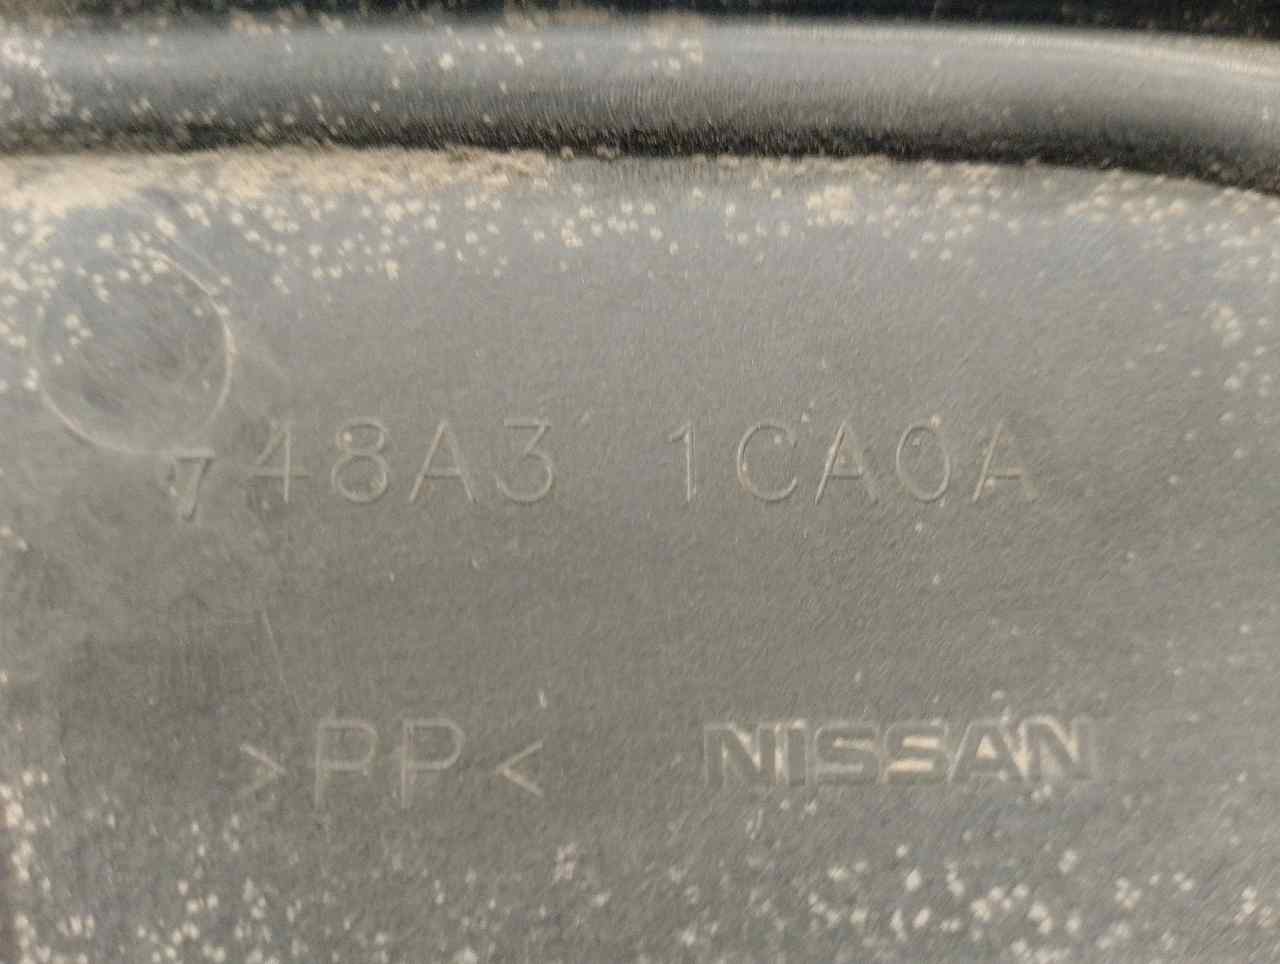 748A3 1CA0A
>PP< NISSAN